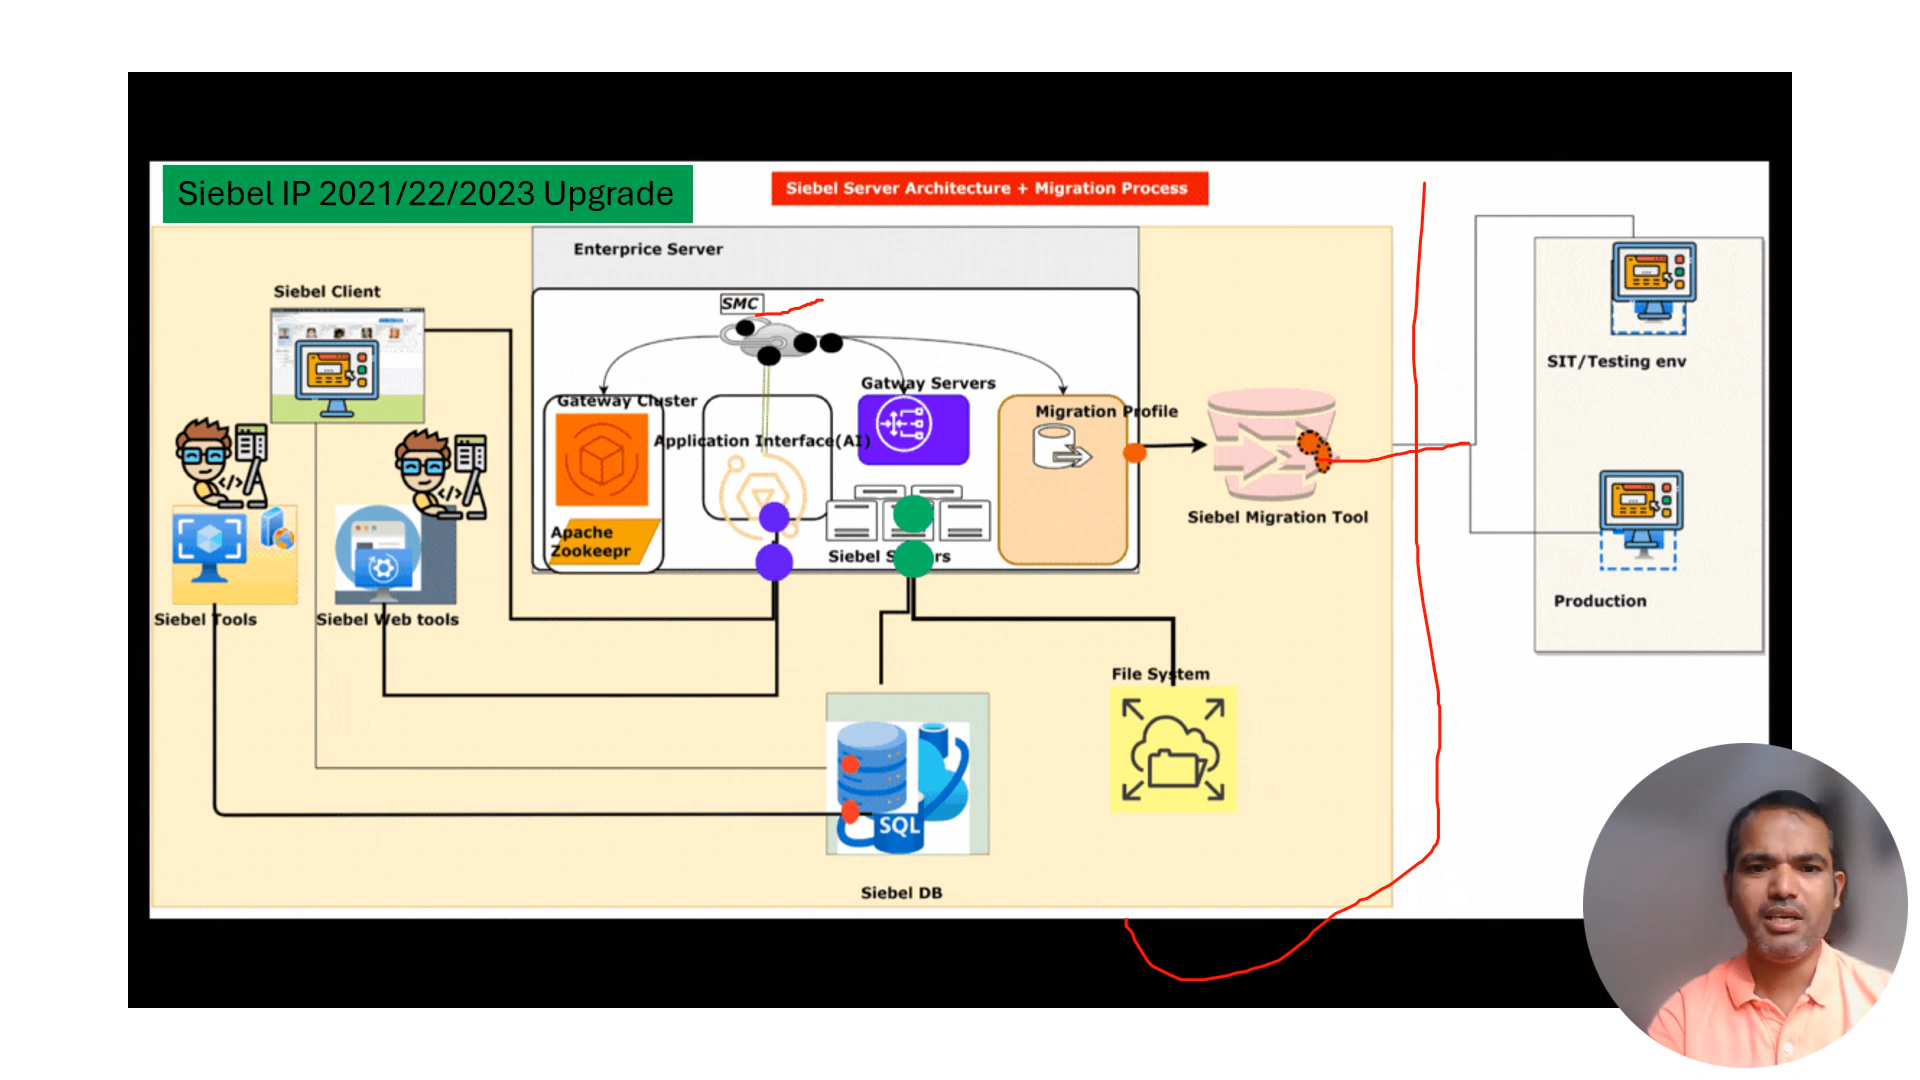 Siebel IP 2021/22/2023 Upgrade
Siebel Server Architecture + Migration Process
Enterprice Server
Siebel Client
SMC
SIT/Testing env
Gatway Servers
Gateway Cluster
Migration Profile
Application Interface(AI)
</>
</>
Siebel Migration Tool
Apache
Zookeepr
Siebel S rs
Production
Siebel Tools
Siebel Web tools
File System
SQL
Siebel DB